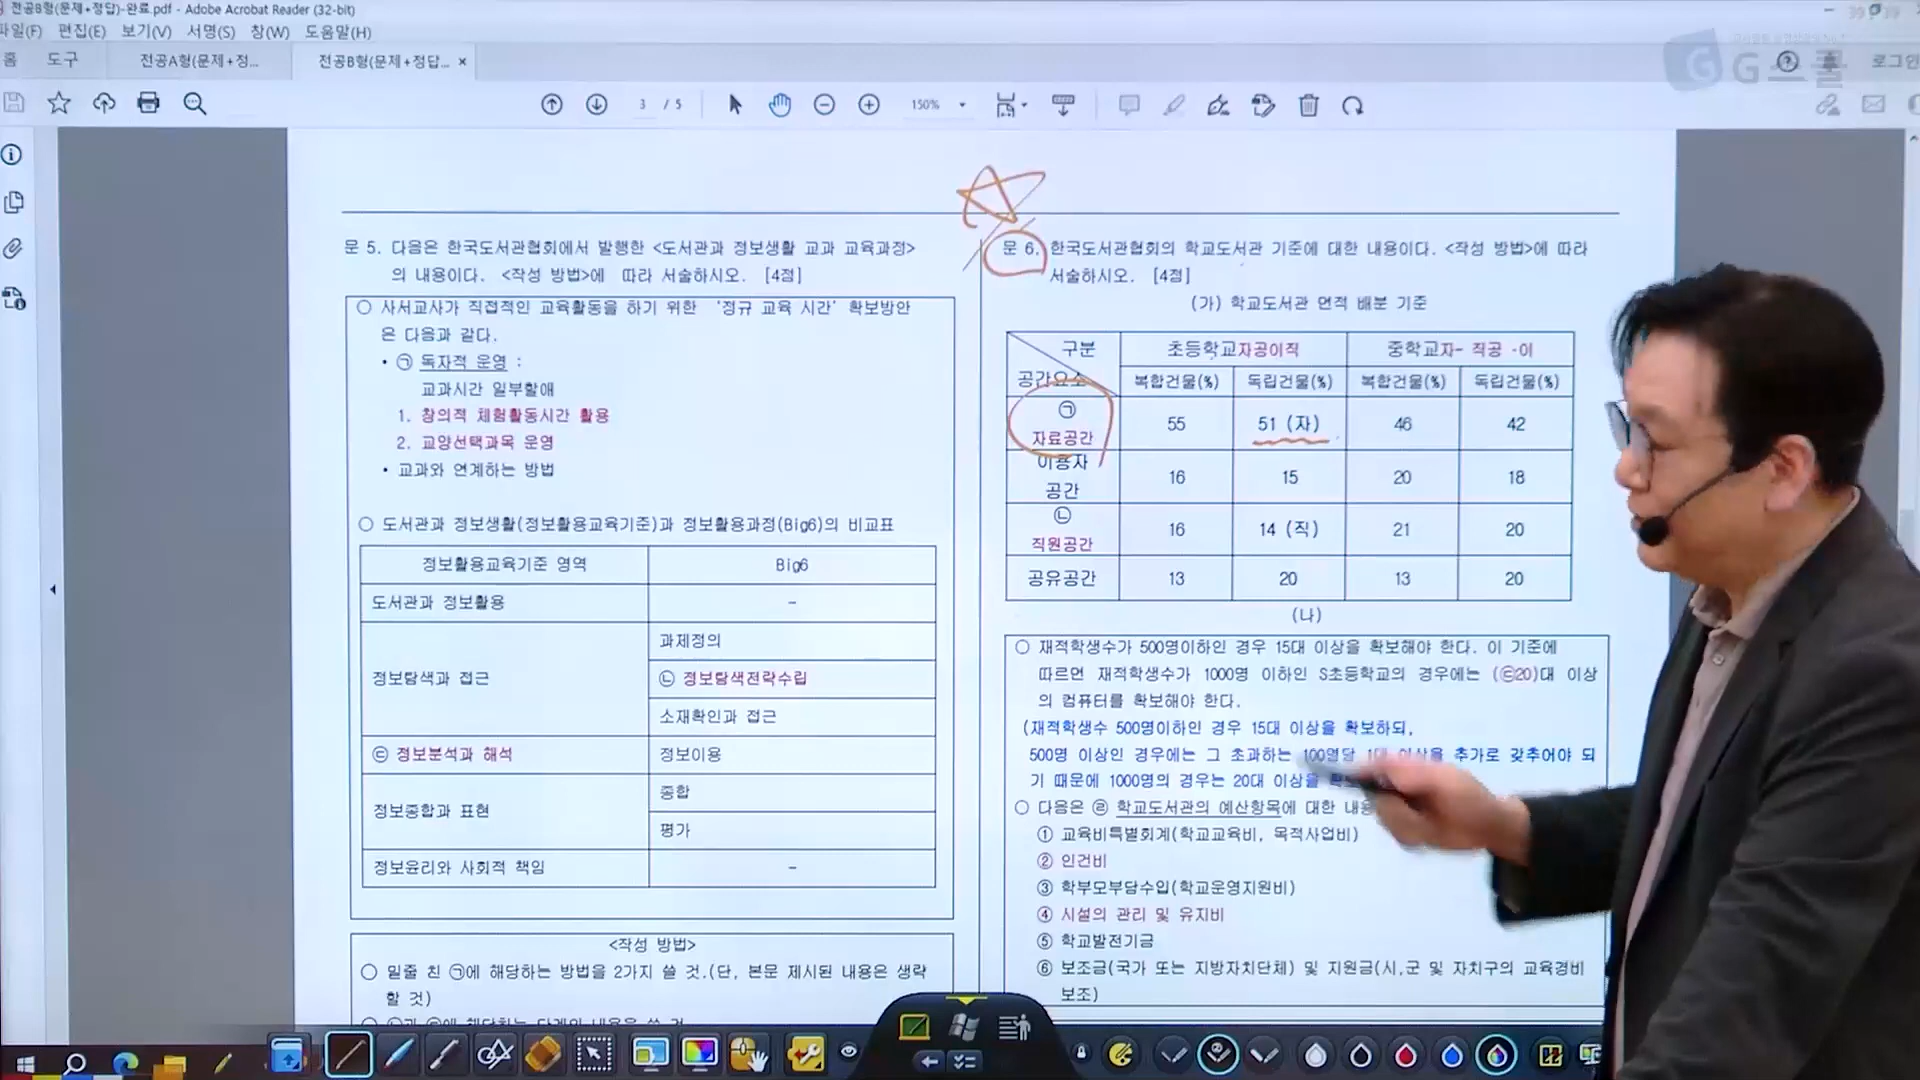 전공B형(문제+정답)-완료.pdf - Adobe Acrobat Reader (32-bit)
파일(F) 편집(E) 보기(V) 서명(S) 창(W) 도움말(H)
홈 도구 전공A형(문제+정... 전공B형(문제+정답... × 로그인
G스쿨
3 / 5 150%
문 5. 다음은 한국도서관협회에서 발행한 <도서관과 정보생활 교과 교육과정>
의 내용이다. <작성 방법>에 따라 서술하시오. [4점]
○ 사서교사가 직접적인 교육활동을 하기 위한 '정규 교육 시간' 확보방안
은 다음과 같다.
• ㉠ 독자적 운영 :
교과시간 일부할애
1. 창의적 체험활동시간 활용
2. 교양선택과목 운영
• 교과와 연계하는 방법
○ 도서관과 정보생활(정보활용교육기준)과 정보활용과정(Big6)의 비교표
정보활용교육기준 영역 Big6
도서관과 정보활용 -
정보탐색과 접근
과제정의
㉡ 정보탐색전략수립
소재확인과 접근
㉢ 정보분석과 해석 정보이용
정보종합과 표현
종합
평가
정보윤리와 사회적 책임 -
<작성 방법>
○ 밑줄 친 ㉠에 해당하는 방법을 2가지 쓸 것.(단, 본문 제시된 내용은 생략
할 것)
문 6. 한국도서관협회의 학교도서관 기준에 대한 내용이다. <작성 방법>에 따라
서술하시오. [4점]
(가) 학교도서관 면적 배분 기준
구분 초등학교자공이직 중학교자- 직공 -이
공간요소 복합건물(%) 독립건물(%) 복합건물(%) 독립건물(%)
㉠
자료공간 55 51 (자) 46 42
이용자
공간 16 15 20 18
㉡
직원공간 16 14 (직) 21 20
공유공간 13 20 13 20
(나)
○ 재적학생수가 500명이하인 경우 15대 이상을 확보해야 한다. 이 기준에
따르면 재적학생수가 1000명 이하인 S초등학교의 경우에는 (㉢20)대 이상
의 컴퓨터를 확보해야 한다.
(재적학생수 500명이하인 경우 15대 이상을 확보하되,
500명 이상인 경우에는 그 초과하는 100명당 1대 이상을 추가로 갖추어야 되
기 때문에 1000명의 경우는 20대 이상을
○ 다음은 ㉣ 학교도서관의 예산항목에 대한
① 교육비특별회계(학교교육비, 목적사업비)
② 인건비
③ 학부모부담수입(학교운영지원비)
④ 시설의 관리 및 유지비
⑤ 학교발전기금
⑥ 보조금(국가 또는 지방자치단체) 및 지원금(시,군 및 자치구의 교육경비
보조)